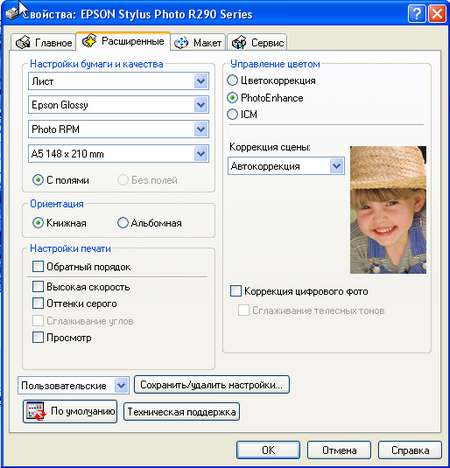 Свойства: EPSON Stylus Photo R290 Series
Главное
Расширенные
Макет
Сервис
Настройки бумаги и качества
Лист
Epson Glossy
Photo RPM
A5 148 x 210 mm
С полями
Без полей
Ориентация
Книжная
Альбомная
Настройки печати
Обратный порядок
Высокая скорость
Оттенки серого
Сглаживание углов
Просмотр
Управление цветом
Цветокоррекция
PhotoEnhance
ICM
Коррекция сцены:
Автокоррекция
Коррекция цифрового фото
Сглаживание телесных тонов
Пользовательские
Сохранить/удалить настройки...
По умолчанию
Техническая поддержка
OK
Отмена
Справка